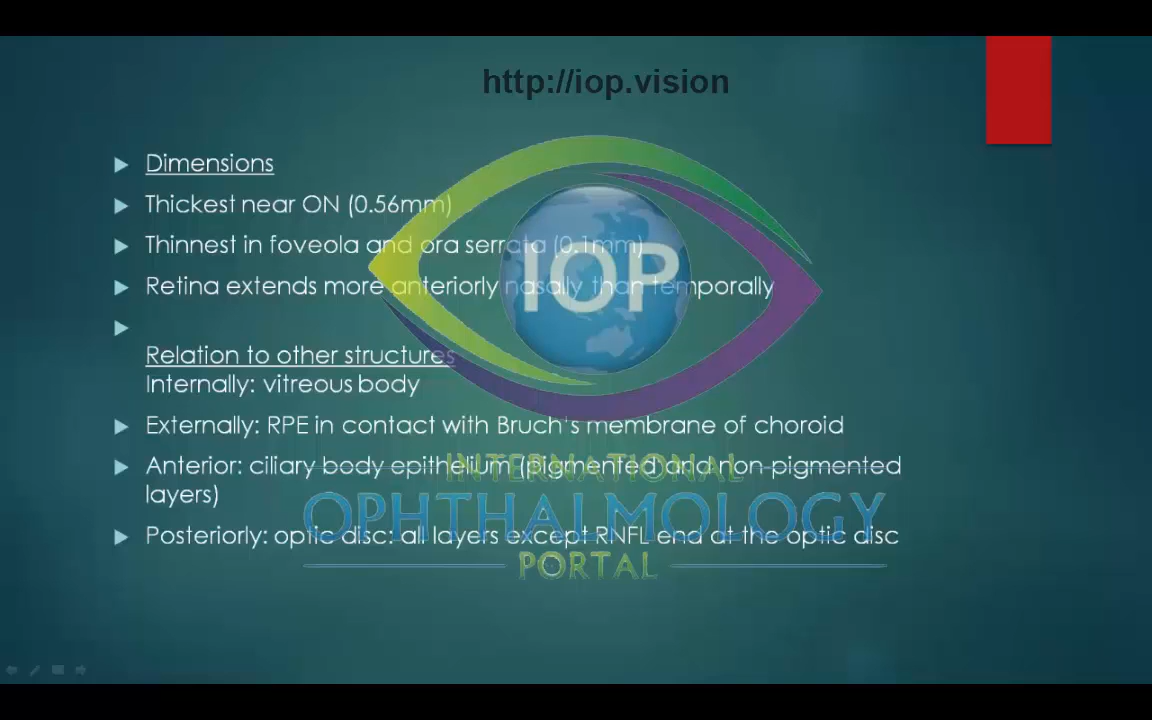 http://iop.vision
Dimensions
Thickest near ON (0.56mm)
Thinnest in foveola and ora serrata (0.1mm)
Retina extends more anteriorly nasally than temporally
Relation to other structures
Internally: vitreous body
Externally: RPE in contact with Bruch's membrane of choroid
Anterior: ciliary body epithelium (pigmented and non-pigmented
layers)
Posteriorly: optic disc: all layers except RNFL end at the optic disc
IOP
INTERNATIONAL
OPHTHALMOLOGY
PORTAL